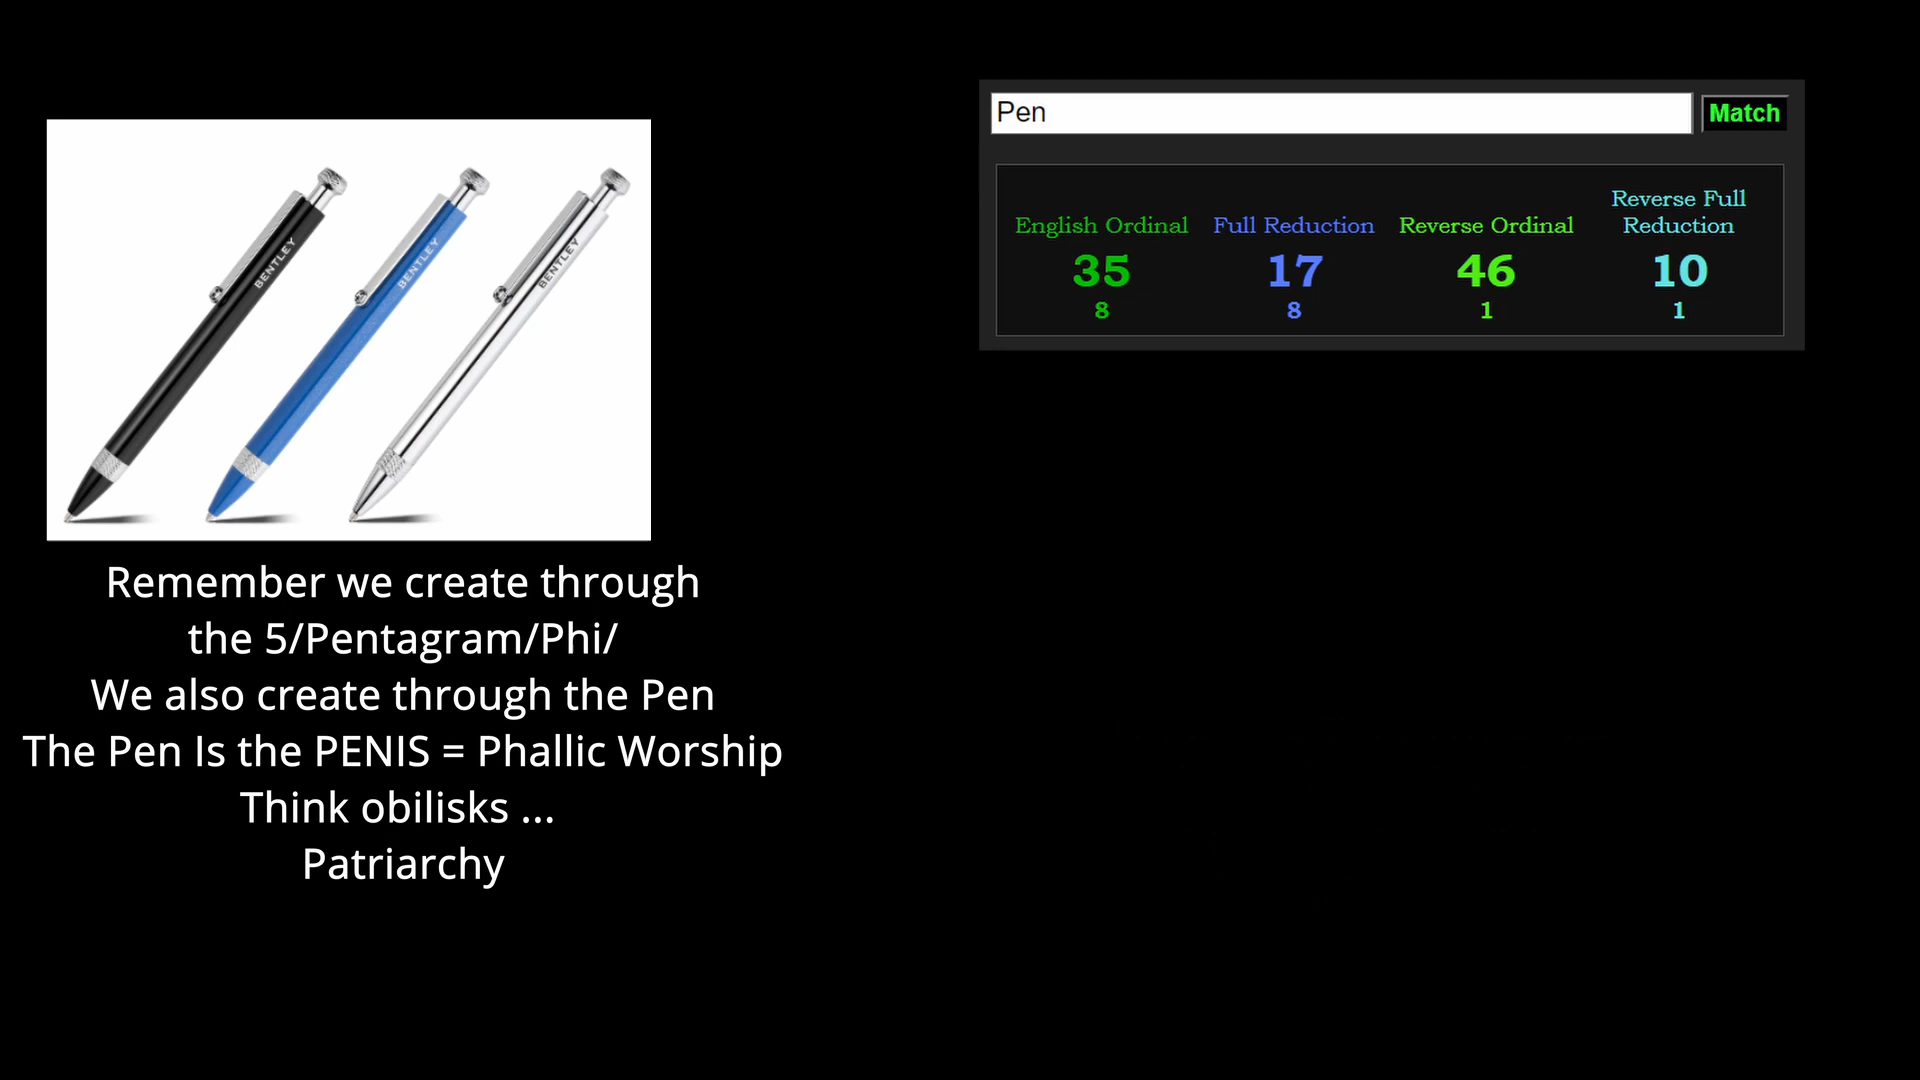 BENTLEY
BENTLEY
BENTLEY
Remember we create through
the 5/Pentagram/Phi/
We also create through the Pen
The Pen Is the PENIS = Phallic Worship
Think obilisks ...
Patriarchy
Pen
Match
English Ordinal
35
8
Full Reduction
17
8
Reverse Ordinal
46
1
Reverse Full
Reduction
10
1